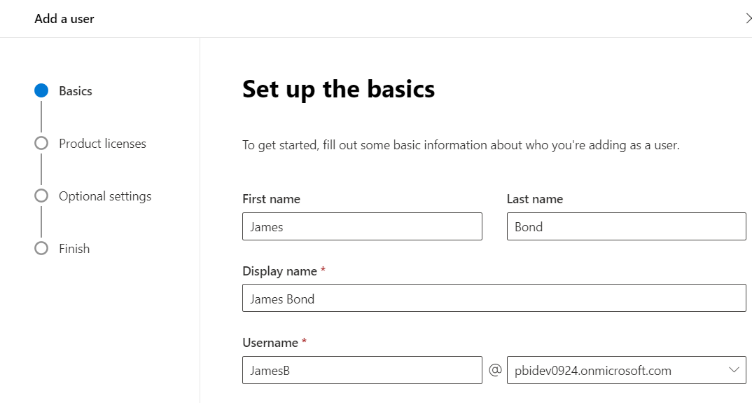 Add a user
Basics
Product licenses
Optional settings
Finish
Set up the basics
To get started, fill out some basic information about who you're adding as a user.
First name
Last name
James
Bond
Display name *
James Bond
Username *
JamesB @ pbidev0924.onmicrosoft.com